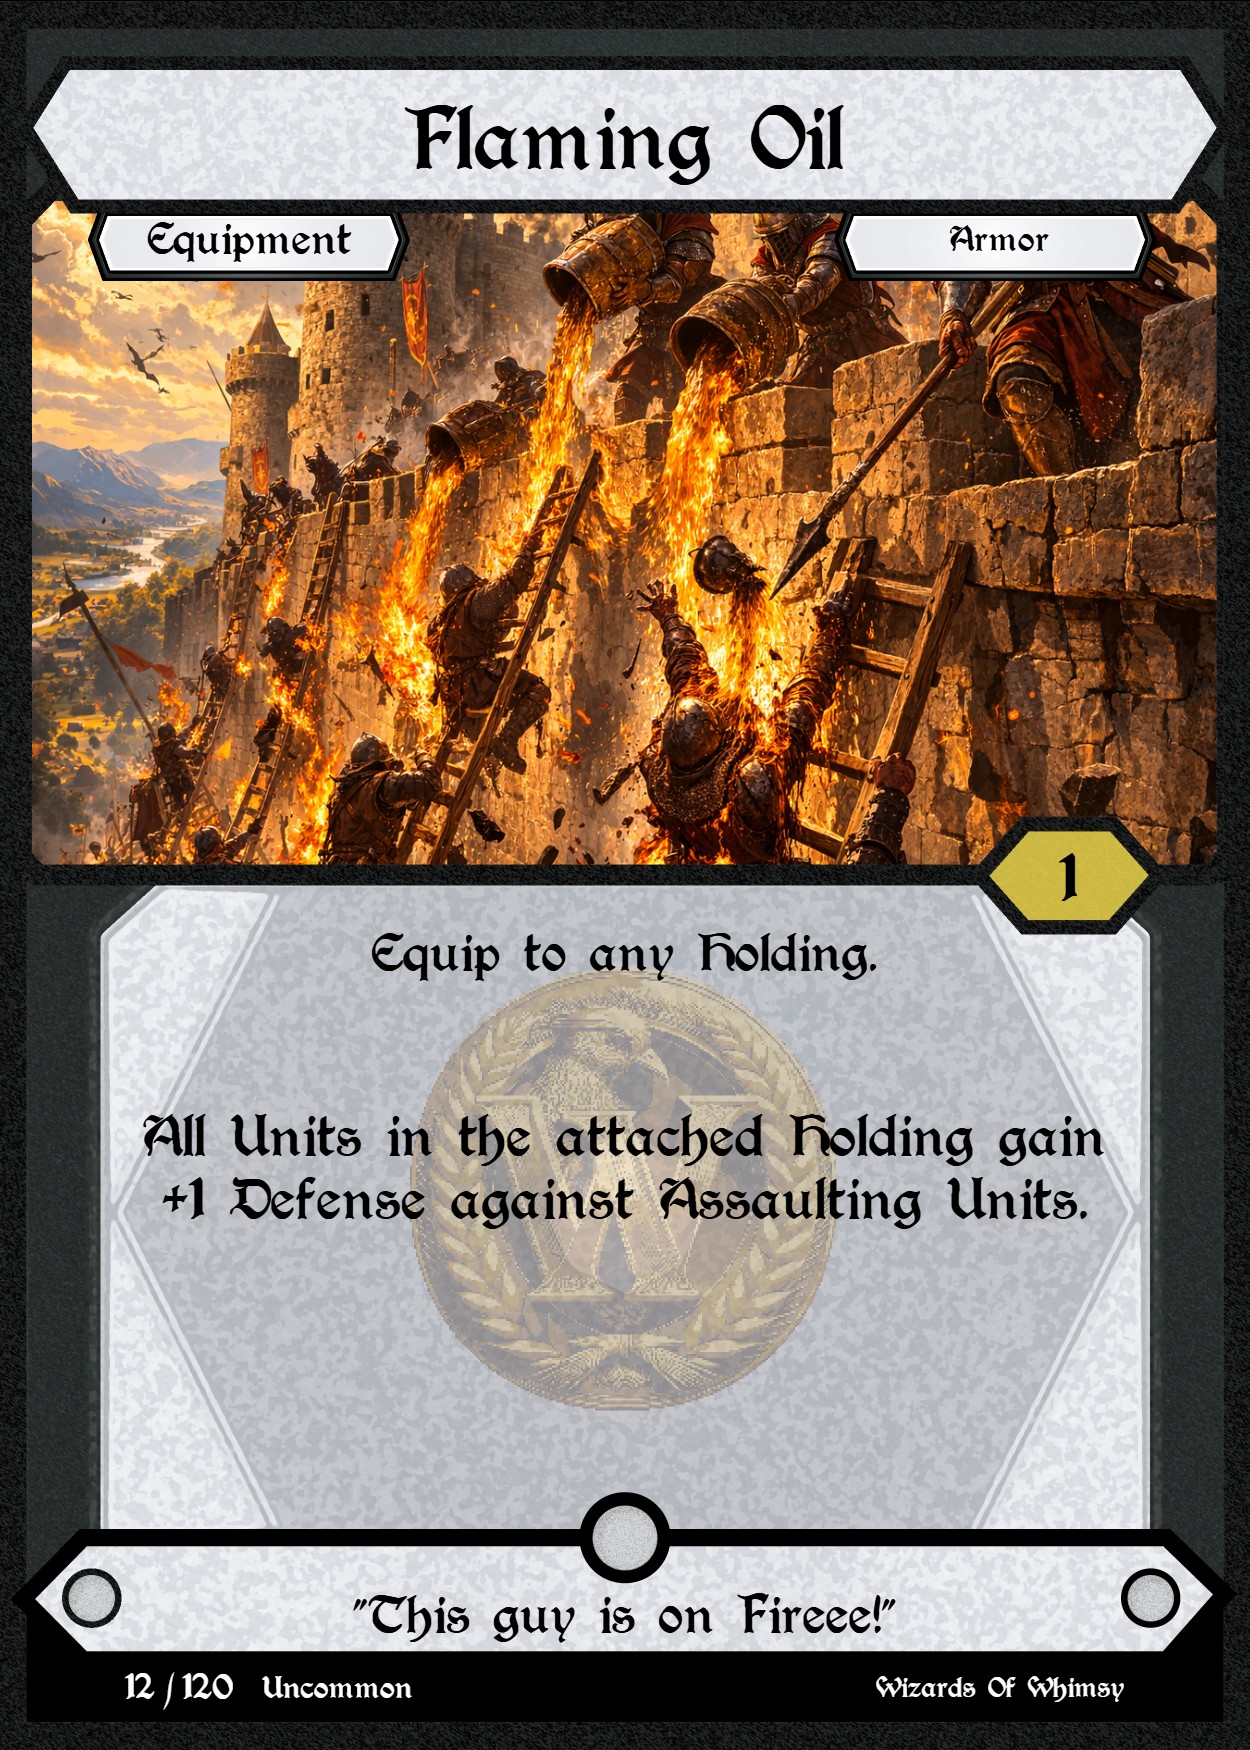 Flaming Oil
Equipment
Armor
1
Equip to any Holding.
All Units in the attached Holding gain
+1 Defense against Assaulting Units.
W
"This guy is on Fireee!"
12 / 120 Uncommon
Wizards Of Whimsy